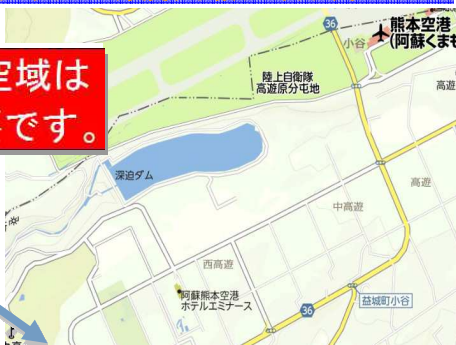 36
熊本空港
(阿蘇くまも
小谷
空域は
です。
陸上自衛隊
高遊原分屯地
高遊
深迫ダム
高遊
中高遊
西高遊
阿蘇熊本空港
ホテルエミナース
36
益城町小谷